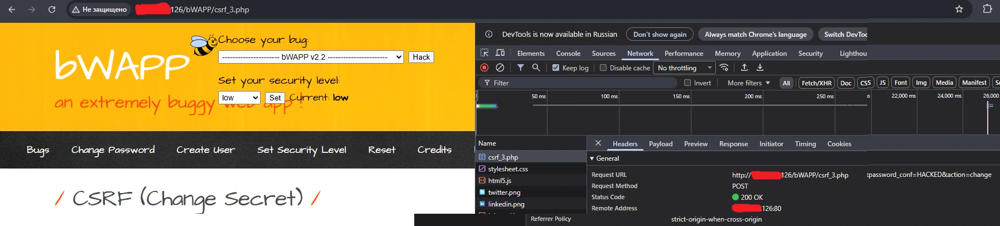 Не защищено 126/bWAPP/csrf_3.php
bWAPP
an extremely buggy web app !
Choose your bug:
---------------------- bWAPP v2.2 ----------------------- Hack
Set your security level:
low Set Current: low
Bugs Change Password Create User Set Security Level Reset Credits
/ CSRF (Change Secret) /
DevTools is now available in Russian Don't show again Always match Chrome's language Switch DevToo
Elements Console Sources Network Performance Memory Application Security Lighthou
Keep log Disable cache No throttling
Filter Invert More filters All Fetch/XHR Doc CSS JS Font Img Media Manifest
50 ms 100 ms 150 ms 200 ms 250 ms 22,000 ms 24,000 ms 26,000
Name
csrf_3.php
stylesheet.css
html5.js
twitter.png
linkedin.png
Headers Payload Preview Response Initiator Timing Cookies
General
Request URL http:// 126/bWAPP/csrf_3.php password_conf=HACKED&action=change
Request Method POST
Status Code 200 OK
Remote Address .126:80
Referrer Policy strict-origin-when-cross-origin